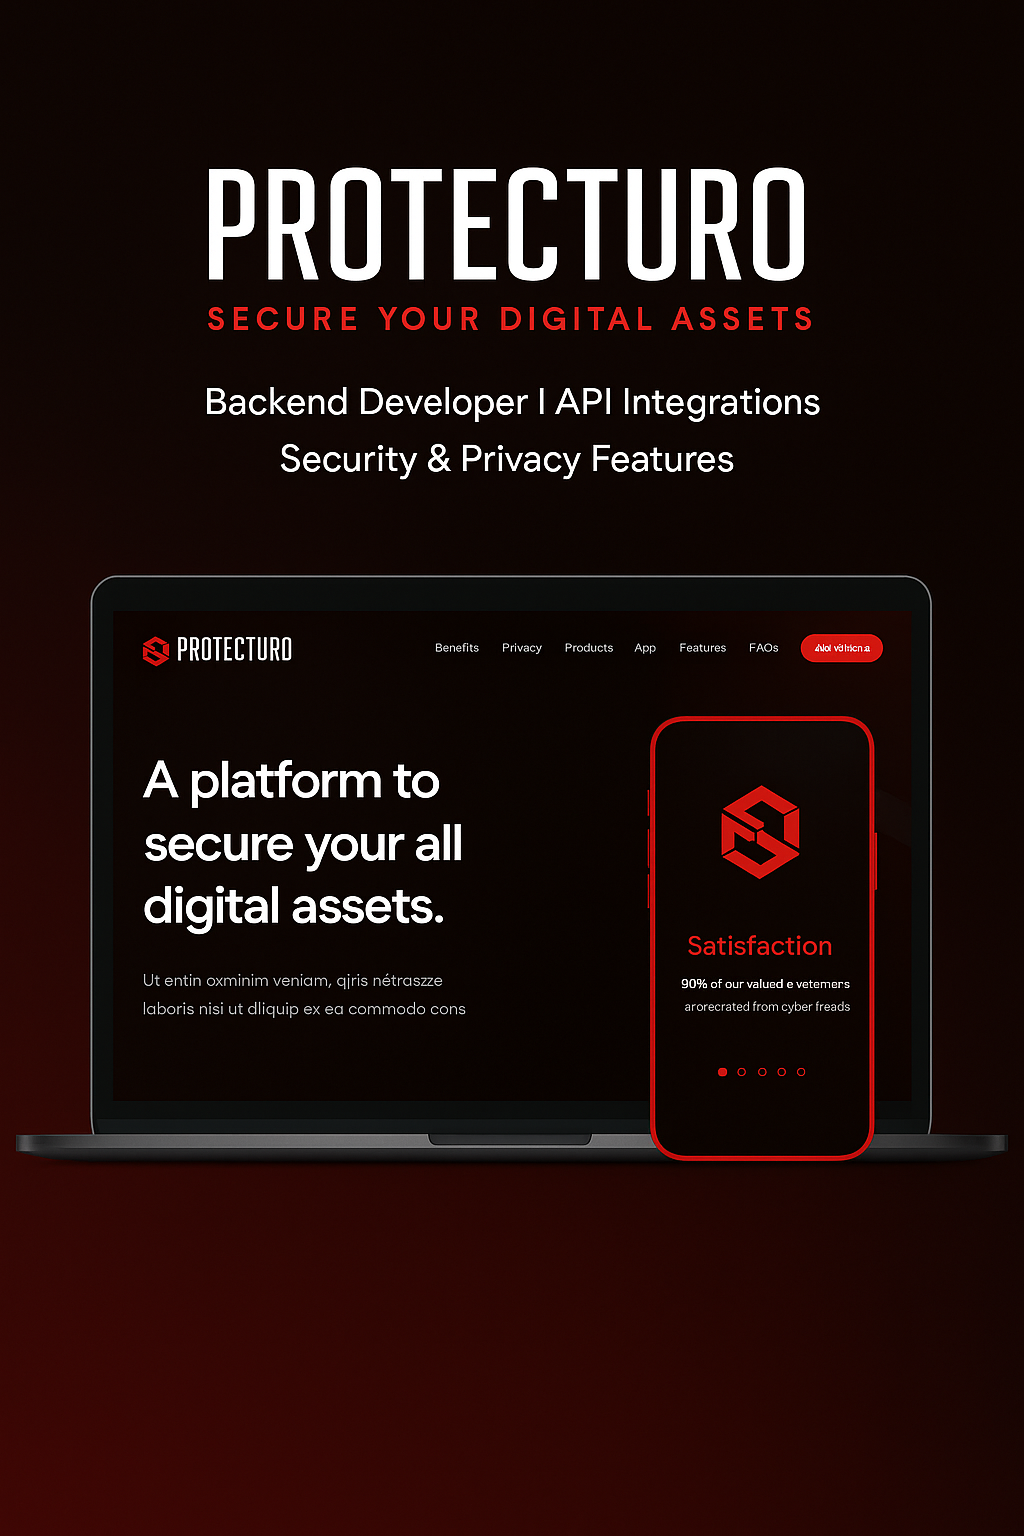 PROTECTURO
SECURE YOUR DIGITAL ASSETS
Backend Developer | API Integrations
Security & Privacy Features
PROTECTURO
Benefits Privacy Products App Features FAOs
A platform to
secure your all
digital assets.
Ut entin oxminim veniam, qjris nétraszze
laboris nisi ut dliquip ex ea commodo cons
Satisfaction
90% of our valued e vetemers
arorecrated from cyber freads